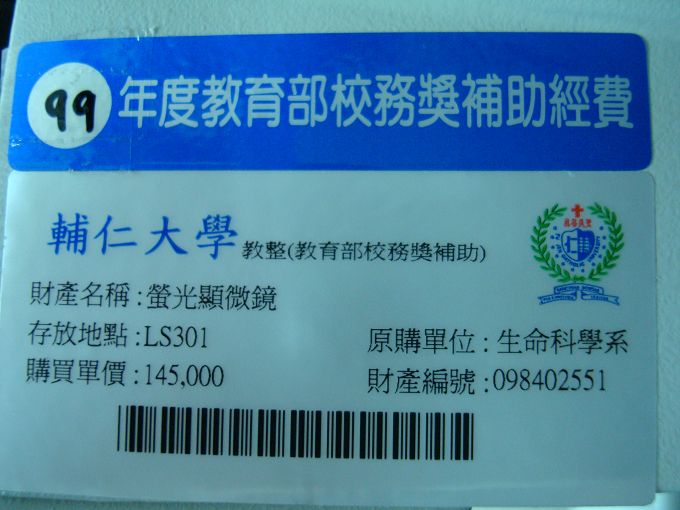 99 年度教育部校務獎補助經費
輔仁大學 教整(教育部校務獎補助)
財產名稱:螢光顯微鏡
存放地點:LS301
原購單位:生命科學系
購買單價:145,000
財產編號:098402551